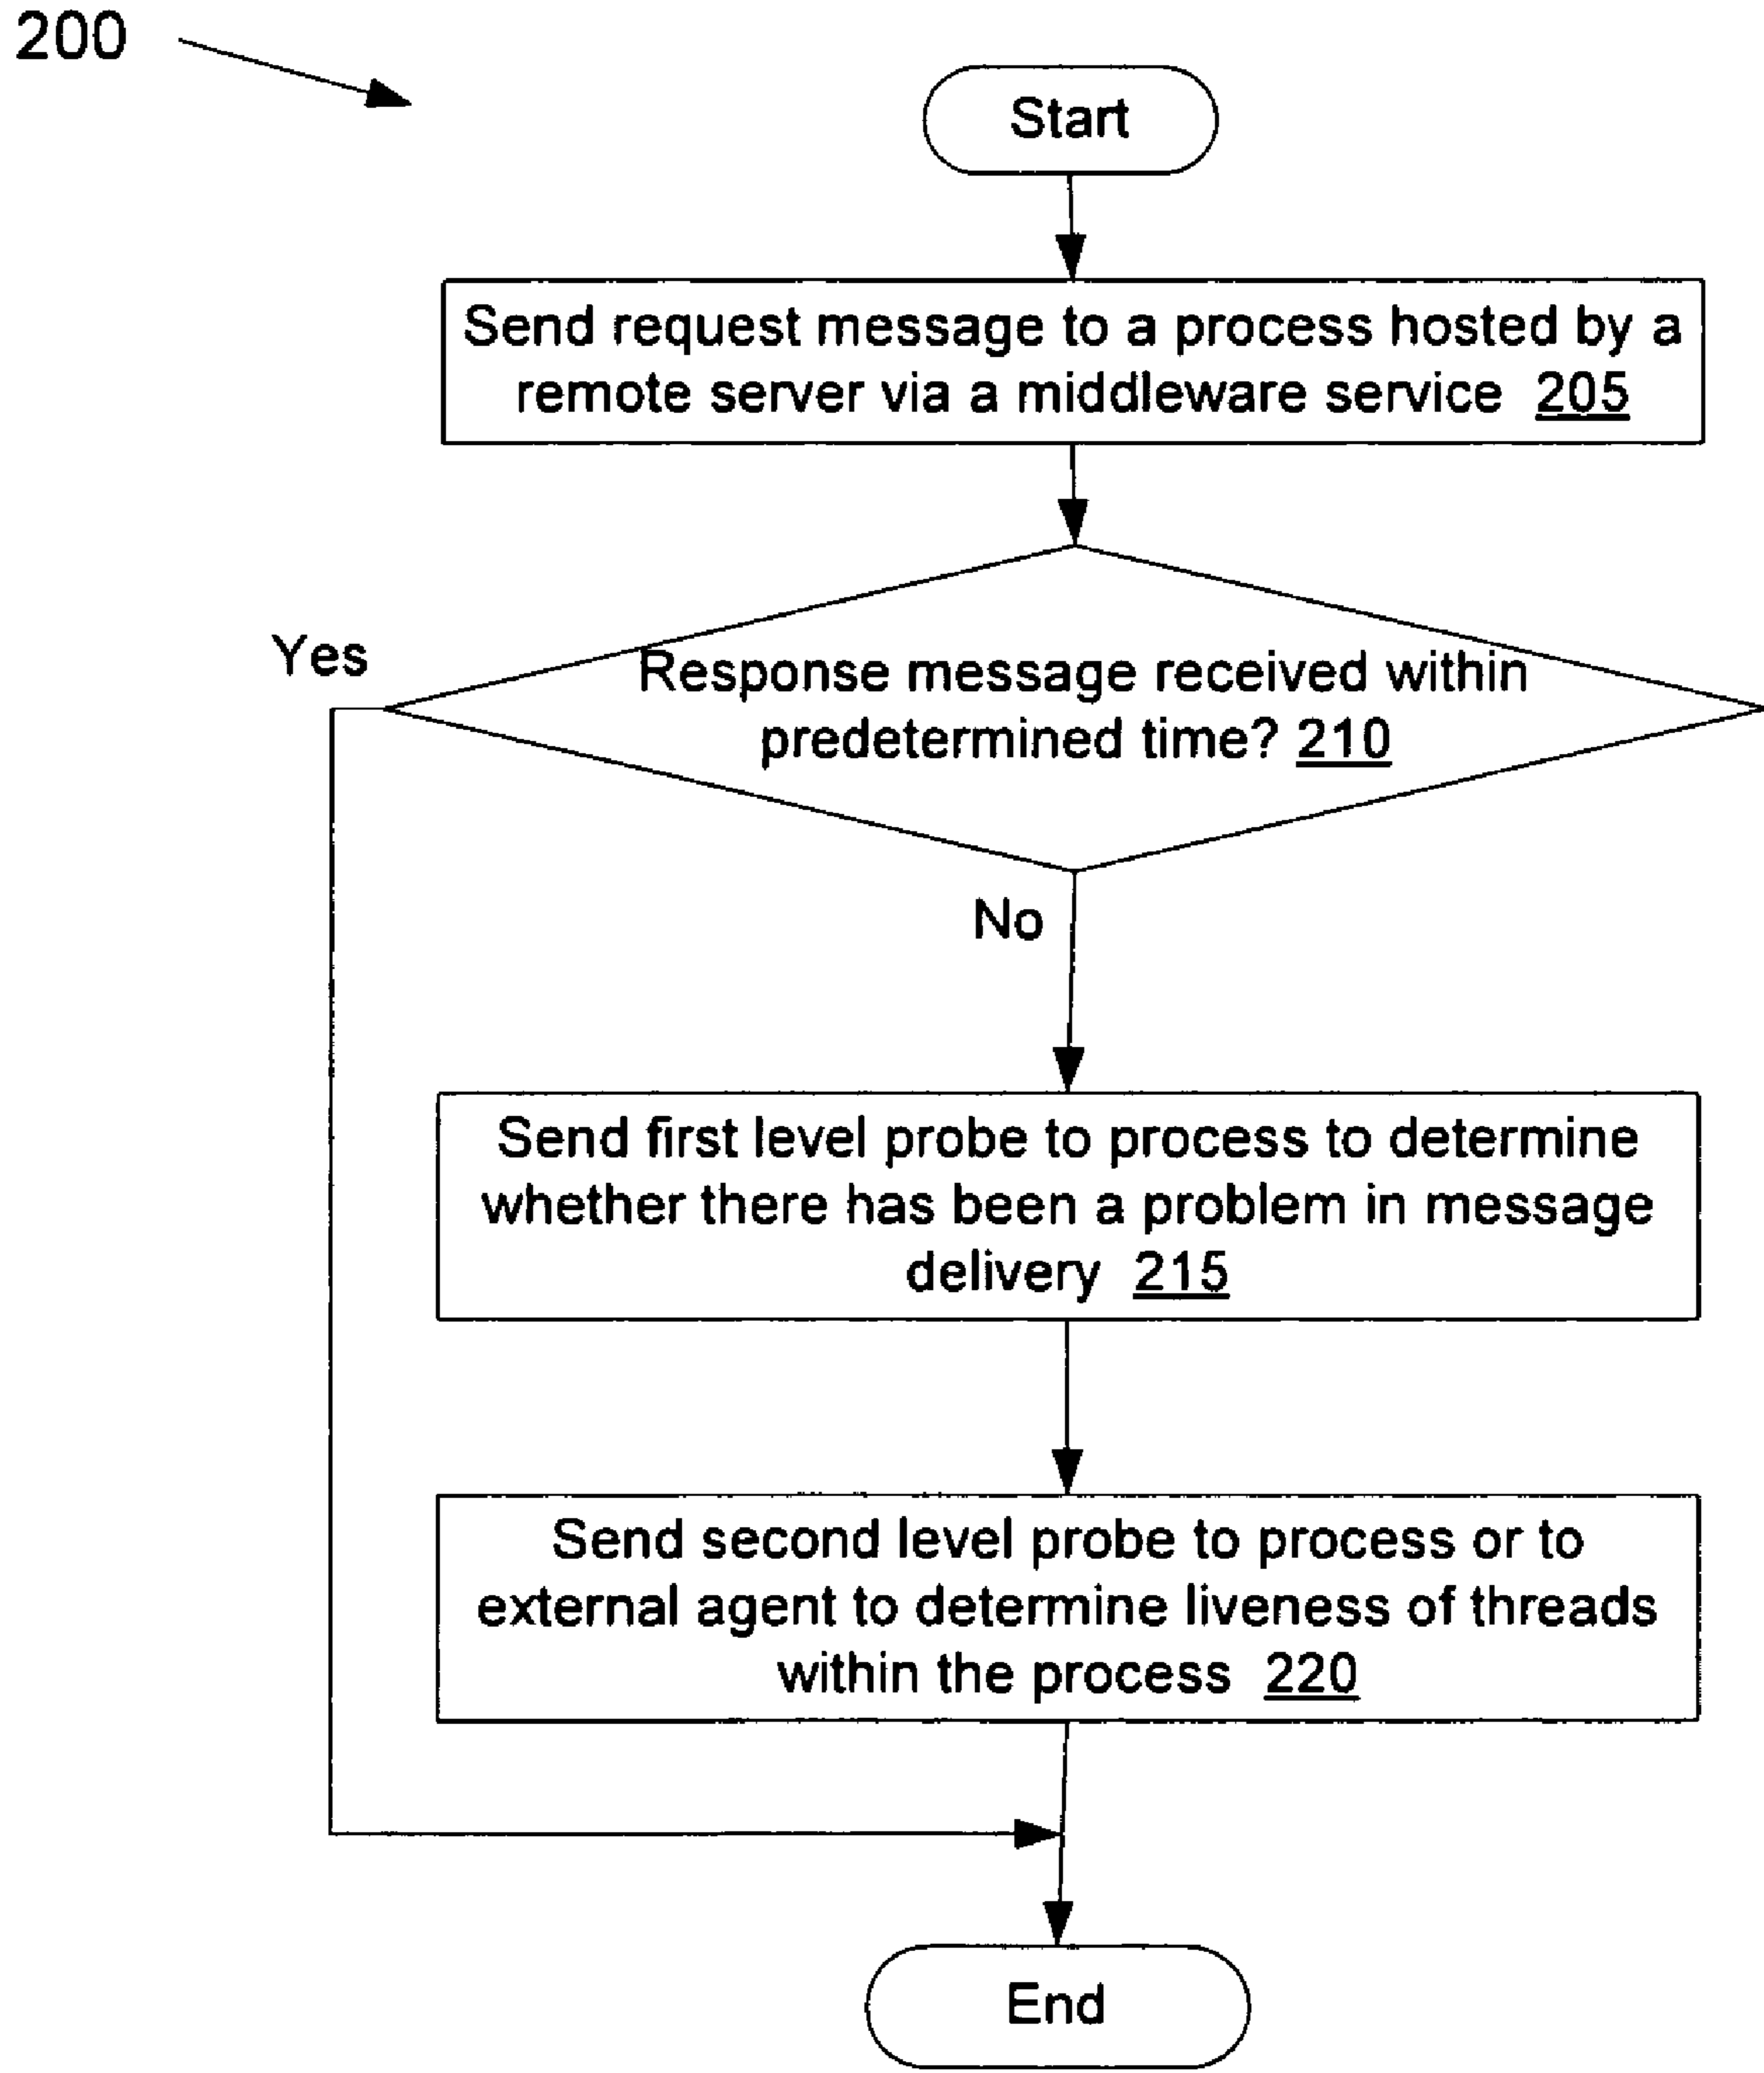 200
Start
Send request message to a process hosted by a
remote server via a middleware service 205
Yes
Response message received within
predetermined time? 210
No
Send first level probe to process to determine
whether there has been a problem in message
delivery 215
Send second level probe to process or to
external agent to determine liveness of threads
within the process 220
End